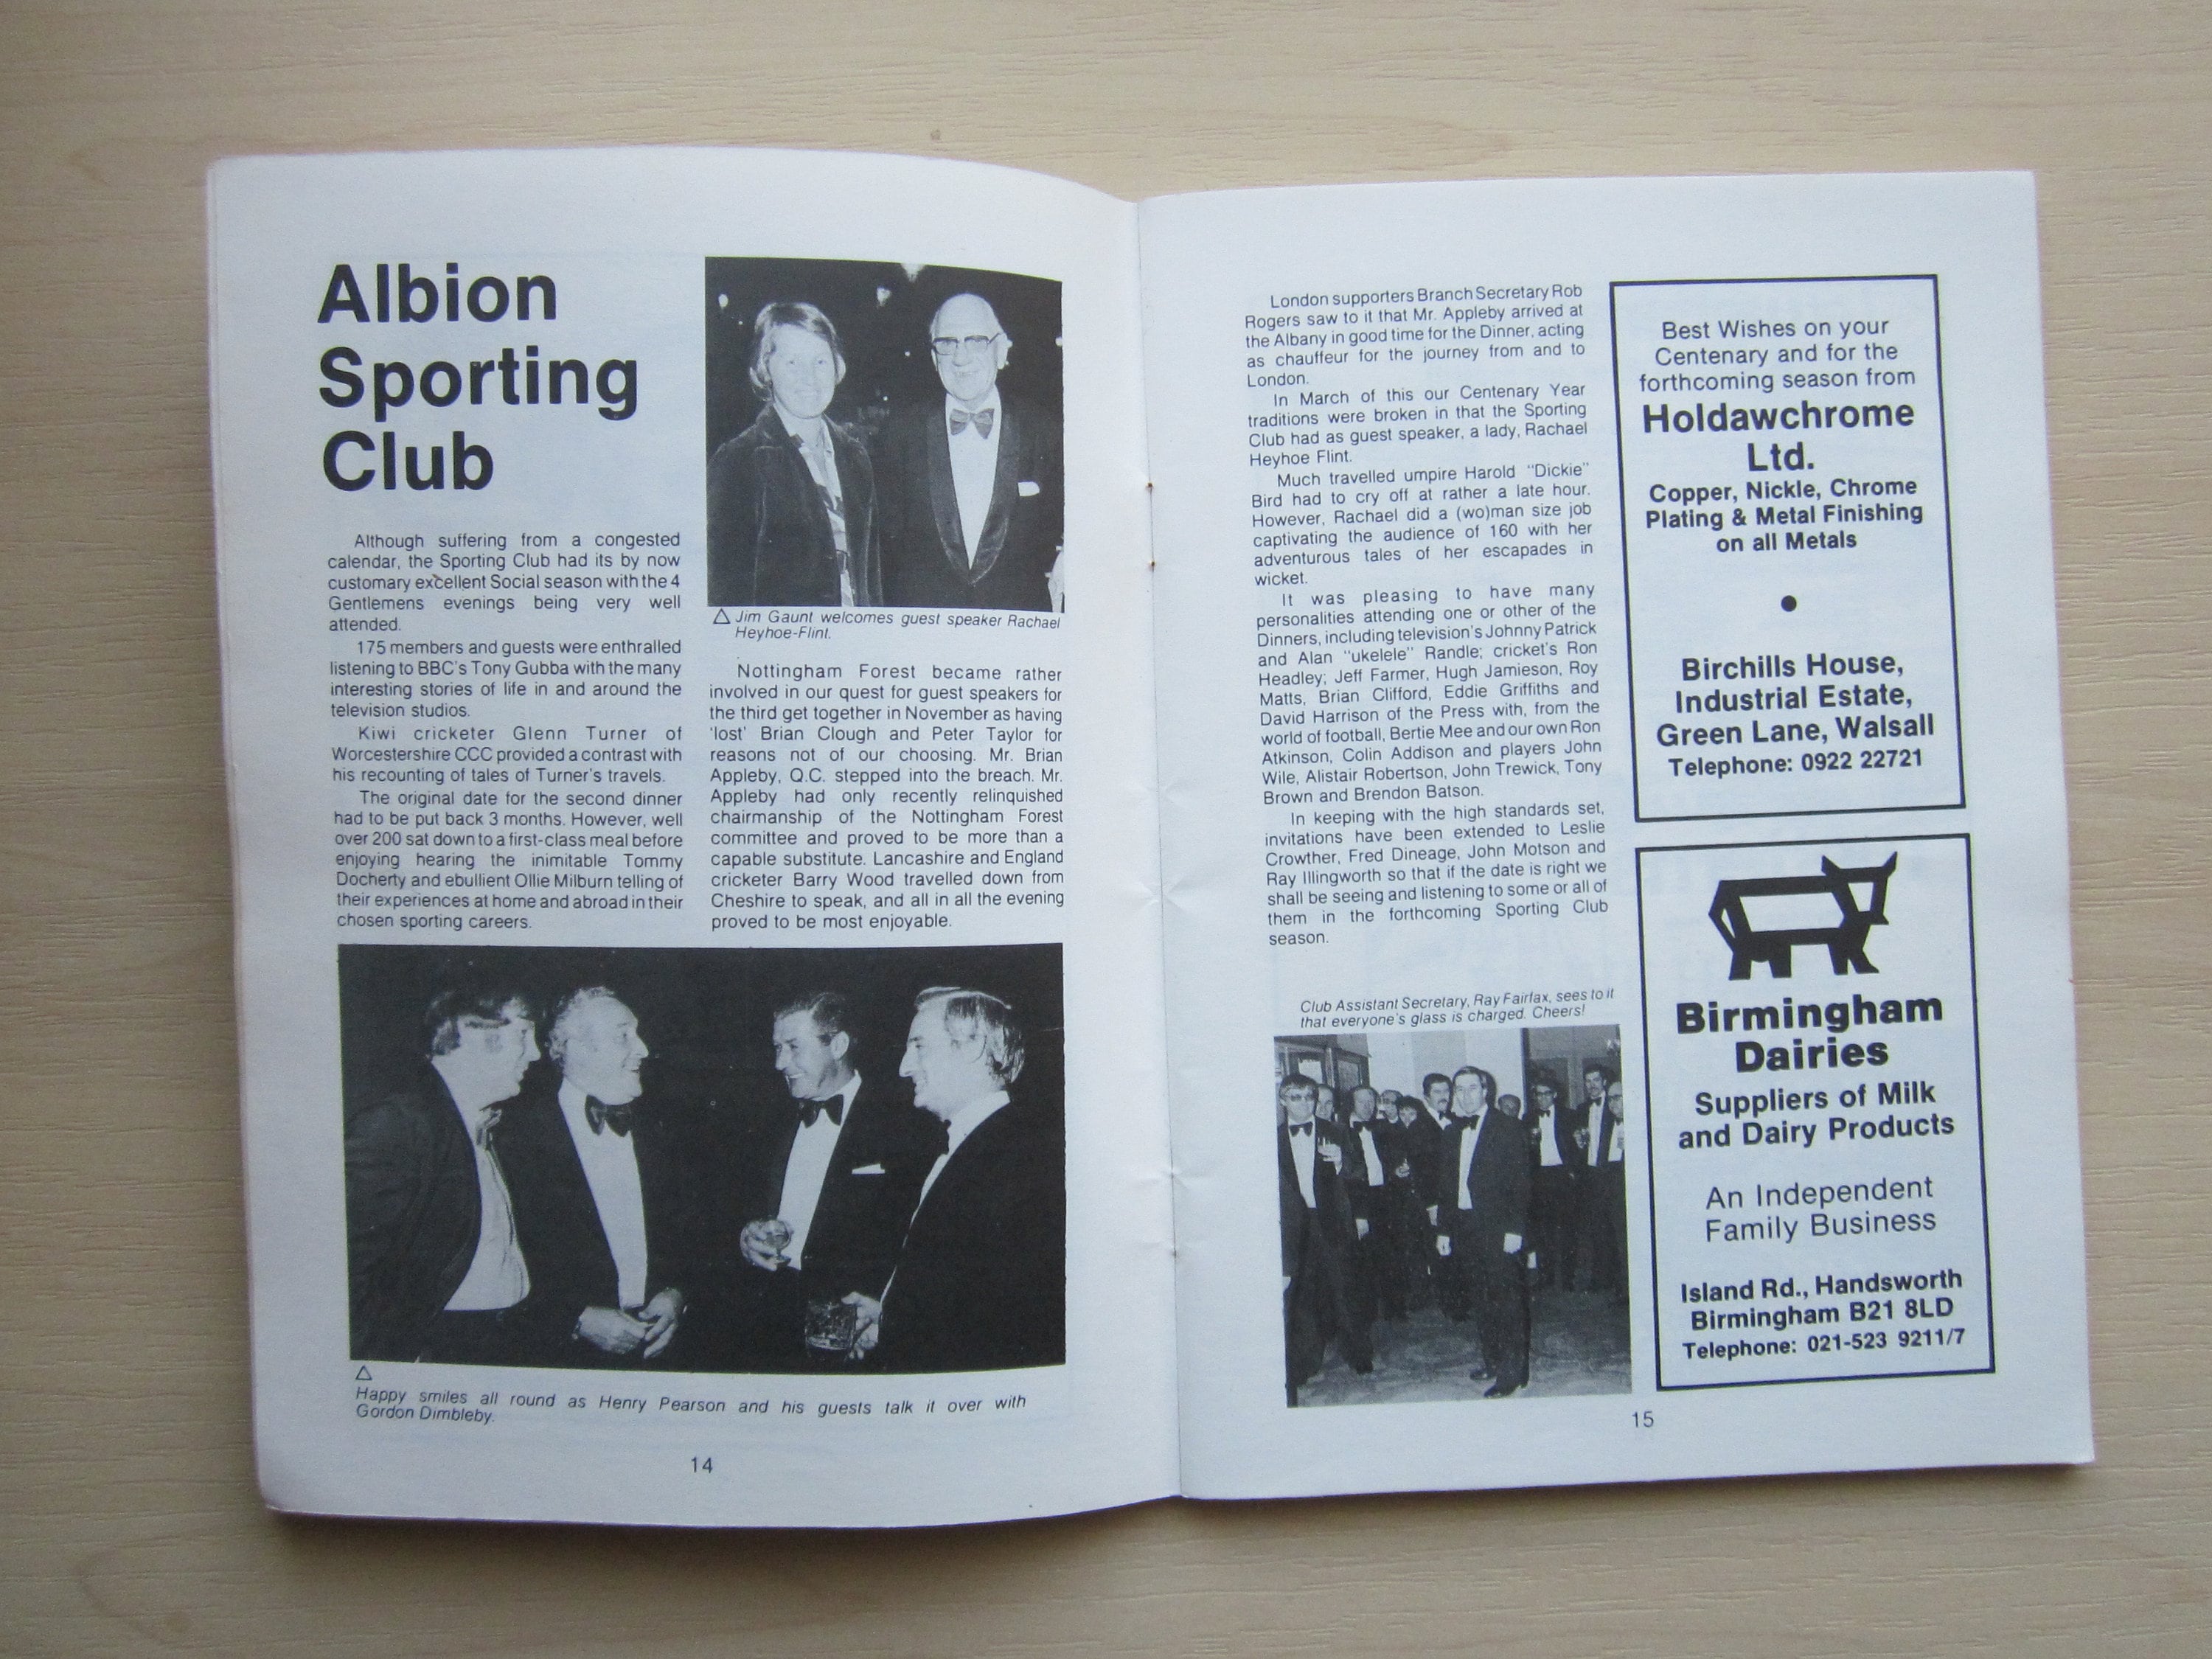 Albion
Sporting
Club
Although suffering from a congested
calendar, the Sporting Club had its by now
customary excellent Social season with the 4
Gentlemens evenings being very well
attended.
175 members and guests were enthralled
listening to BBC's Tony Gubba with the many
interesting stories of life in and around the
television studios.
Kiwi cricketer Glenn Turner of
Worcestershire CCC provided a contrast with
his recounting of tales of Turner's travels.
The original date for the second dinner
had to be put back 3 months. However, well
over 200 sat down to a first-class meal before
enjoying hearing the inimitable Tommy
Docherty and ebullient Ollie Milburn telling of
their experiences at home and abroad in their
chosen sporting careers.
△ Jim Gaunt welcomes guest speaker Rachael
Heyhoe-Flint.
Nottingham Forest became rather
involved in our quest for guest speakers for
the third get together in November as having
'lost' Brian Clough and Peter Taylor for
reasons not of our choosing. Mr. Brian
Appleby, Q.C. stepped into the breach. Mr.
Appleby had only recently relinquished
chairmanship of the Nottingham Forest
committee and proved to be more than a
capable substitute. Lancashire and England
cricketer Barry Wood travelled down from
Cheshire to speak, and all in all the evening
proved to be most enjoyable.
△
Happy smiles all round as Henry Pearson and his guests talk it over with
Gordon Dimbleby.
14
London supporters Branch Secretary Rob
Rogers saw to it that Mr. Appleby arrived at
the Albany in good time for the Dinner, acting
as chauffeur for the journey from and to
London.
In March of this our Centenary Year
traditions were broken in that the Sporting
Club had as guest speaker, a lady, Rachael
Heyhoe Flint.
Much travelled umpire Harold "Dickie"
Bird had to cry off at rather a late hour.
However, Rachael did a (wo)man size job
captivating the audience of 160 with her
adventurous tales of her escapades in
wicket.
It was pleasing to have many
personalities attending one or other of the
Dinners, including television's Johnny Patrick
and Alan "ukelele" Randle; cricket's Ron
Headley; Jeff Farmer, Hugh Jamieson, Roy
Matts, Brian Clifford, Eddie Griffiths and
David Harrison of the Press with, from the
world of football, Bertie Mee and our own Ron
Atkinson, Colin Addison and players John
Wile, Alistair Robertson, John Trewick, Tony
Brown and Brendon Batson.
In keeping with the high standards set,
invitations have been extended to Leslie
Crowther, Fred Dineage, John Motson and
Ray Illingworth so that if the date is right we
shall be seeing and listening to some or all of
them in the forthcoming Sporting Club
season.
Club Assistant Secretary, Ray Fairfax, sees to it
that everyone's glass is charged. Cheers!
Best Wishes on your
Centenary and for the
forthcoming season from
Holdawchrome
Ltd.
Copper, Nickle, Chrome
Plating & Metal Finishing
on all Metals
Birchills House,
Industrial Estate,
Green Lane, Walsall
Telephone: 0922 22721
Birmingham
Dairies
Suppliers of Milk
and Dairy Products
An Independent
Family Business
Island Rd., Handsworth
Birmingham B21 8LD
Telephone: 021-523 9211/7
15